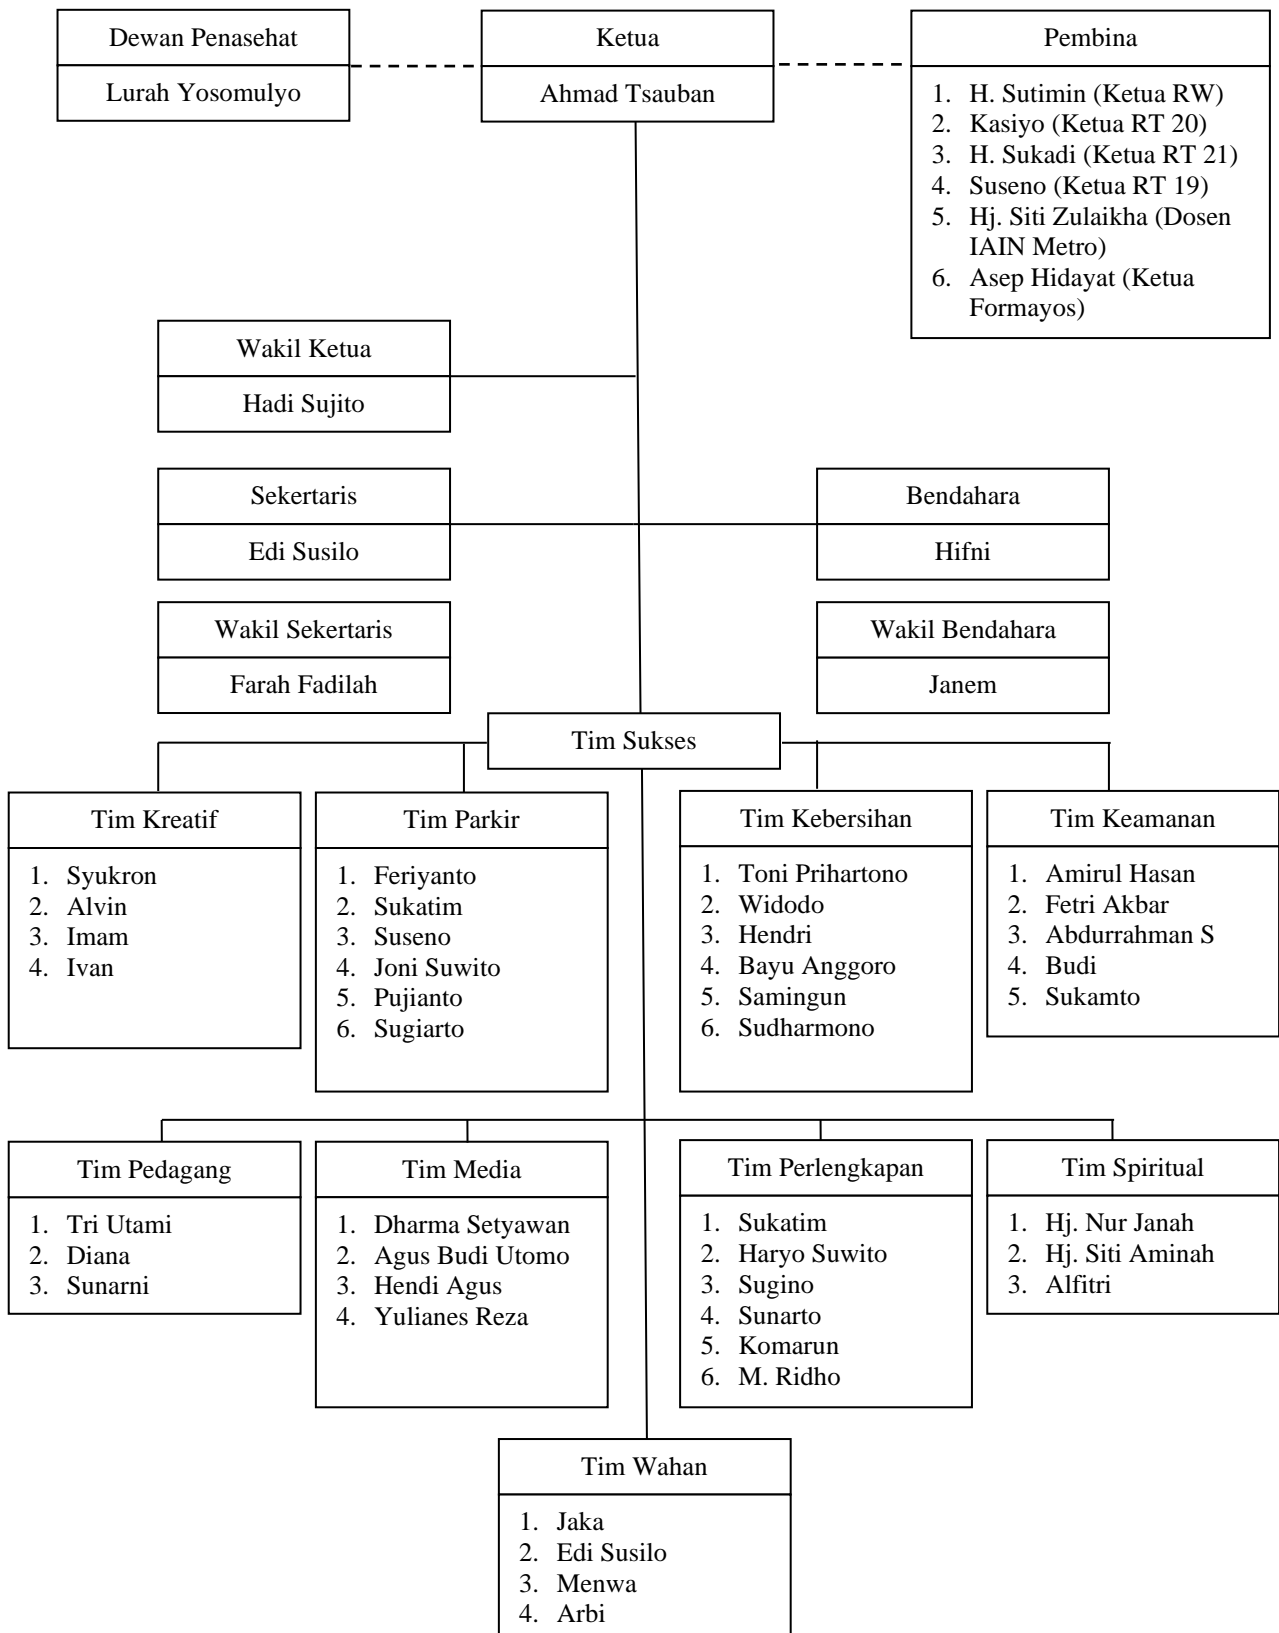 Dewan Penasehat
Lurah Yosomulyo
Ketua
Ahmad Tsauban
Pembina
1. H. Sutimin (Ketua RW)
2. Kasiyo (Ketua RT 20)
3. H. Sukadi (Ketua RT 21)
4. Suseno (Ketua RT 19)
5. Hj. Siti Zulaikha (Dosen
IAIN Metro)
6. Asep Hidayat (Ketua
Formayos)
Wakil Ketua
Hadi Sujito
Sekertaris
Edi Susilo
Bendahara
Hifni
Wakil Sekertaris
Farah Fadilah
Wakil Bendahara
Janem
Tim Sukses
Tim Kreatif
1. Syukron
2. Alvin
3. Imam
4. Ivan
Tim Parkir
1. Feriyanto
2. Sukatim
3. Suseno
4. Joni Suwito
5. Pujianto
6. Sugiarto
Tim Kebersihan
1. Toni Prihartono
2. Widodo
3. Hendri
4. Bayu Anggoro
5. Samingun
6. Sudharmono
Tim Keamanan
1. Amirul Hasan
2. Fetri Akbar
3. Abdurrahman S
4. Budi
5. Sukamto
Tim Pedagang
1. Tri Utami
2. Diana
3. Sunarni
Tim Media
1. Dharma Setyawan
2. Agus Budi Utomo
3. Hendi Agus
4. Yulianes Reza
Tim Perlengkapan
1. Sukatim
2. Haryo Suwito
3. Sugino
4. Sunarto
5. Komarun
6. M. Ridho
Tim Spiritual
1. Hj. Nur Janah
2. Hj. Siti Aminah
3. Alfitri
Tim Wahan
1. Jaka
2. Edi Susilo
3. Menwa
4. Arbi